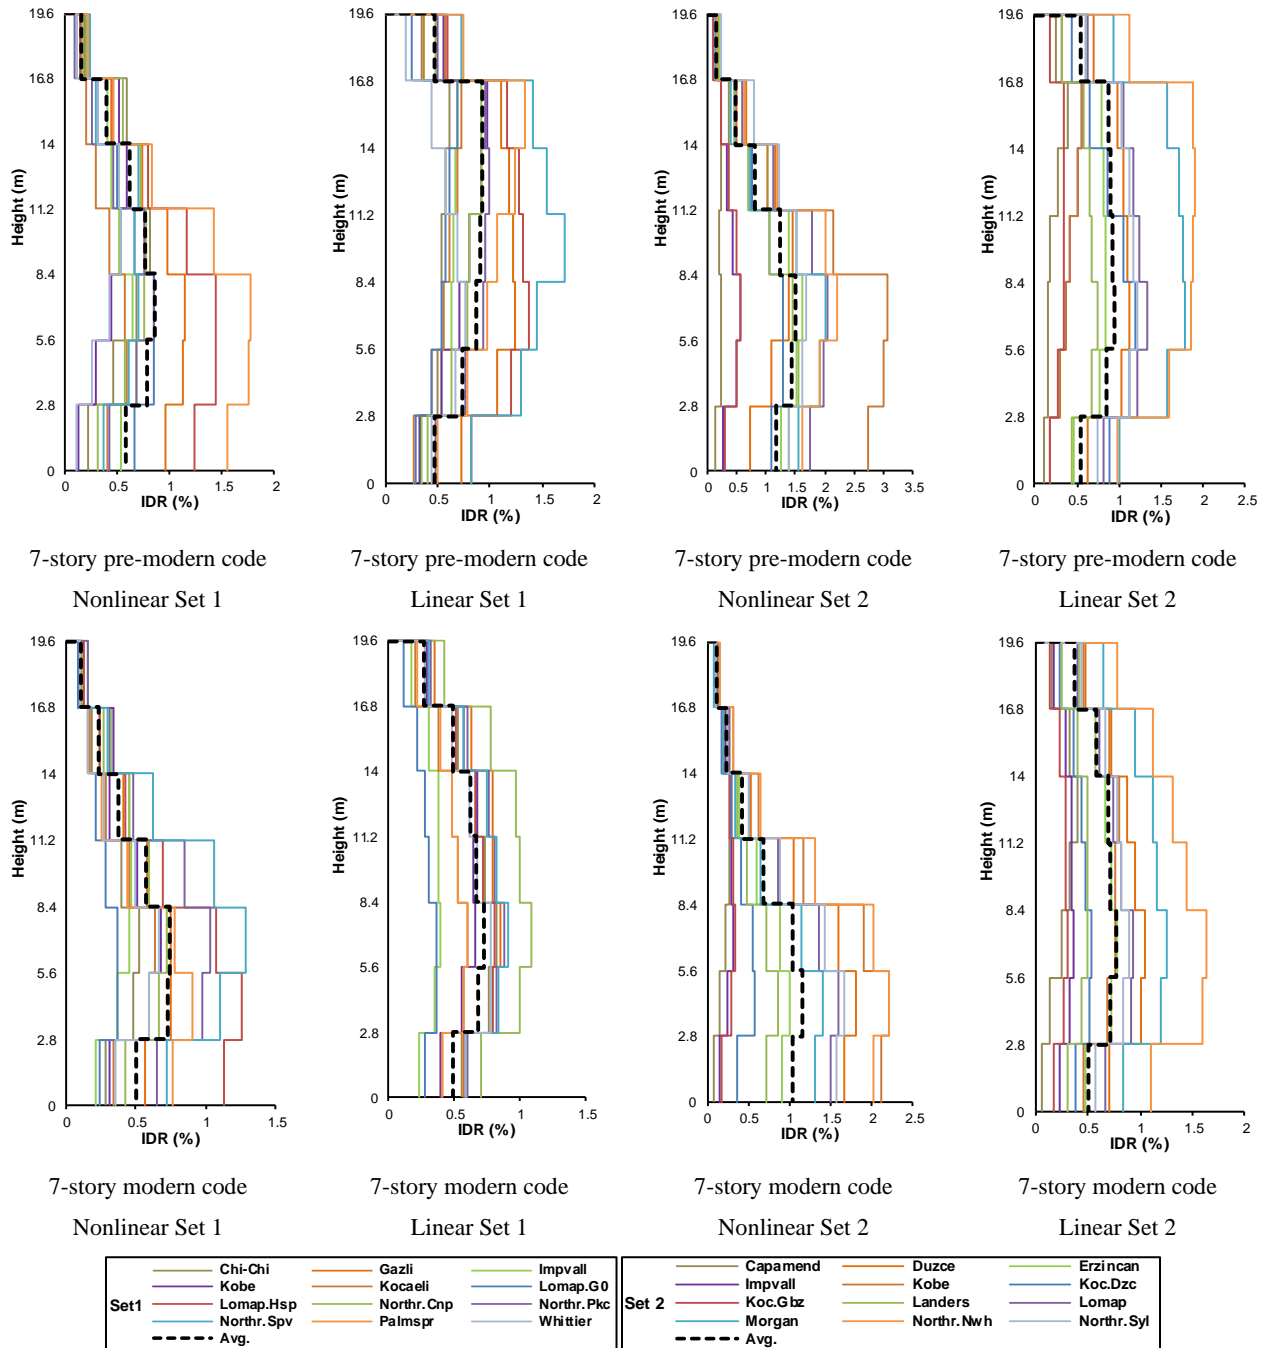 19.6
16.8
14
11.2
8.4
5.6
2.8
0
Height (m)
0 0.5 1 1.5 2
IDR (%)
7-story pre-modern code
Nonlinear Set 1
19.6
16.8
14
11.2
8.4
5.6
2.8
0
Height (m)
0 0.5 1 1.5 2
IDR (%)
7-story pre-modern code
Linear Set 1
19.6
16.8
14
11.2
8.4
5.6
2.8
0
Height (m)
0 0.5 1 1.5 2 2.5 3 3.5
IDR (%)
7-story pre-modern code
Nonlinear Set 2
19.6
16.8
14
11.2
8.4
5.6
2.8
0
Height (m)
0 0.5 1 1.5 2 2.5
IDR (%)
7-story pre-modern code
Linear Set 2
19.6
16.8
14
11.2
8.4
5.6
2.8
0
Height (m)
0 0.5 1 1.5
IDR (%)
7-story modern code
Nonlinear Set 1
19.6
16.8
14
11.2
8.4
5.6
2.8
0
Height (m)
0 0.5 1 1.5
IDR (%)
7-story modern code
Linear Set 1
19.6
16.8
14
11.2
8.4
5.6
2.8
0
Height (m)
0 0.5 1 1.5 2 2.5
IDR (%)
7-story modern code
Nonlinear Set 2
19.6
16.8
14
11.2
8.4
5.6
2.8
0
Height (m)
0 0.5 1 1.5 2
IDR (%)
7-story modern code
Linear Set 2
Set1
Chi-Chi Gazli Impvall
Kobe Kocaeli Lomap.G0
Lomap.Hsp Northr.Cnp Northr.Pkc
Northr.Spv Palmspr Whittier
Avg.
Set 2
Capamend Duzce Erzincan
Impvall Kobe Koc.Dzc
Koc.Gbz Landers Lomap
Morgan Northr.Nwh Northr.Syl
Avg.